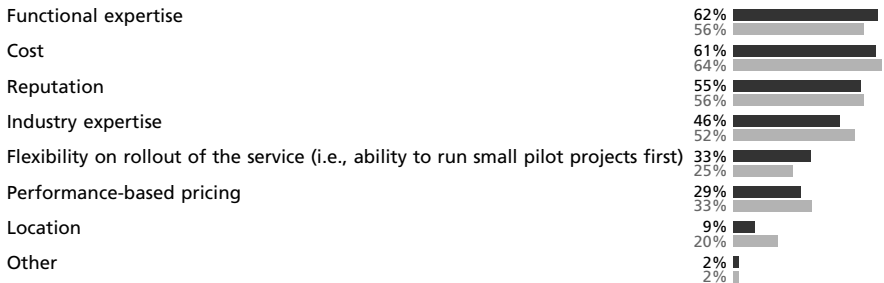 Functional expertise 62%
56%
Cost 61%
64%
Reputation 55%
56%
Industry expertise 46%
52%
Flexibility on rollout of the service (i.e., ability to run small pilot projects first) 33%
25%
Performance-based pricing 29%
33%
Location 9%
20%
Other 2%
2%